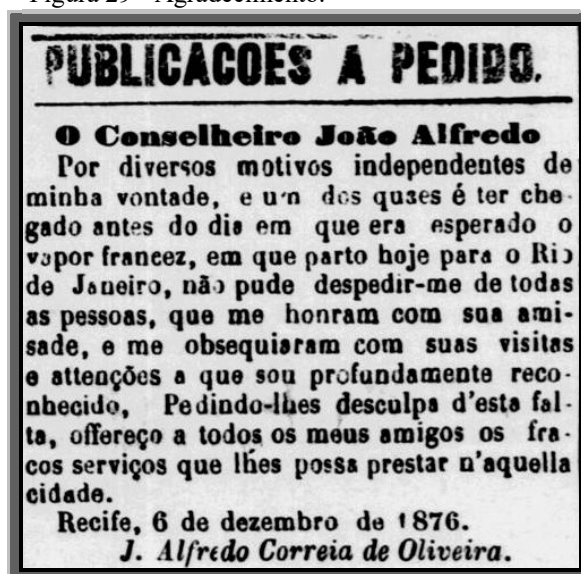 Figura 29 - Agradecimento.
PUBLICACOES A PEDIDO.
O Conselheiro João Alfredo
Por diversos motivos independentes de
minha vontade, e um dos quaes é ter che-
gado antes do dia em que era esperado o
vapor francez, em que parto hoje para o Rio
de Janeiro, não pude despedir-me de todas
as pessoas, que me honram com sua ami-
sade, e me obsequiaram com suas visitas
e attenções a que sou profundamente reco-
nhecido, Pedindo-lhes desculpa d'esta fal-
ta, offereço a todos os meus amigos os fra-
cos serviços que lhes possa prestar n'aquella
cidade.
Recife, 6 de dezembro de 1876.
J. Alfredo Correia de Oliveira.